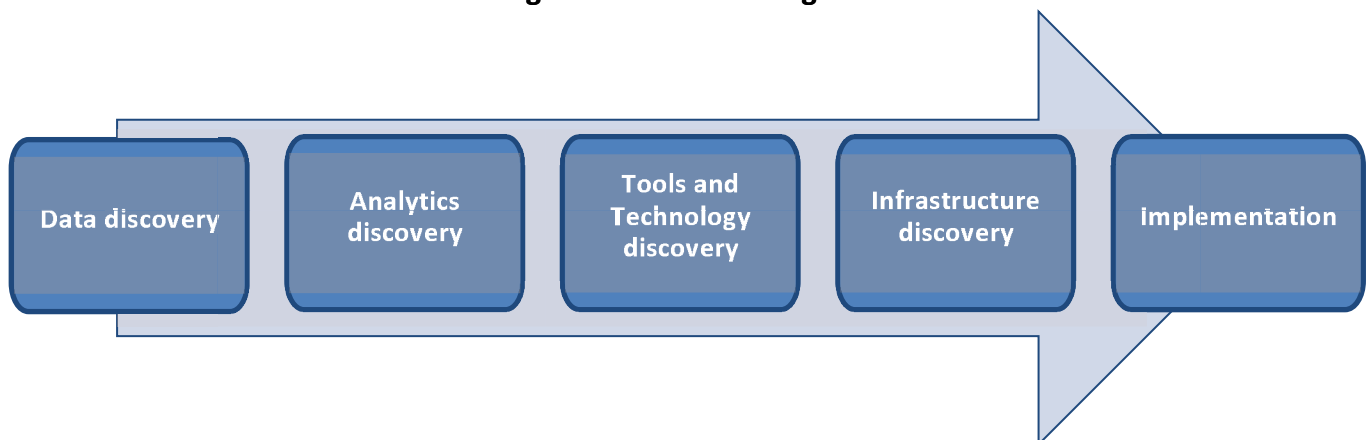 Data discovery
Analytics
discovery
Tools and
Technology
discovery
Infrastructure
discovery
implementation